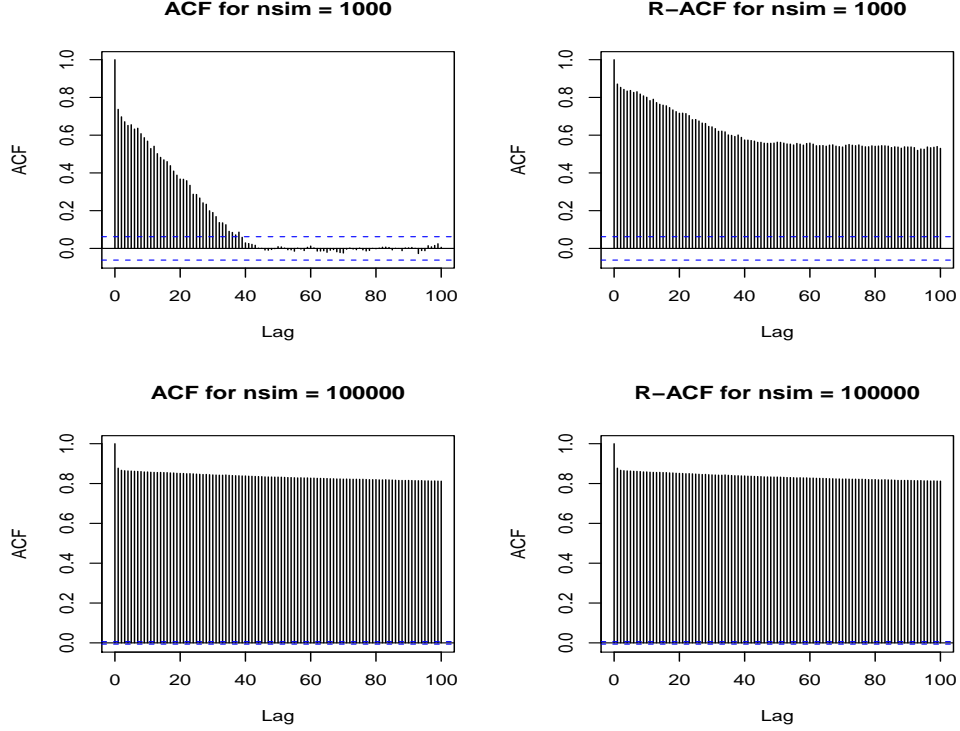 ACF for nsim = 1000
ACF
0.0 0.2 0.4 0.6 0.8 1.0
0 20 40 60 80 100
Lag
R−ACF for nsim = 1000
ACF
0.0 0.2 0.4 0.6 0.8 1.0
0 20 40 60 80 100
Lag
ACF for nsim = 100000
ACF
0.0 0.2 0.4 0.6 0.8 1.0
0 20 40 60 80 100
Lag
R−ACF for nsim = 100000
ACF
0.0 0.2 0.4 0.6 0.8 1.0
0 20 40 60 80 100
Lag